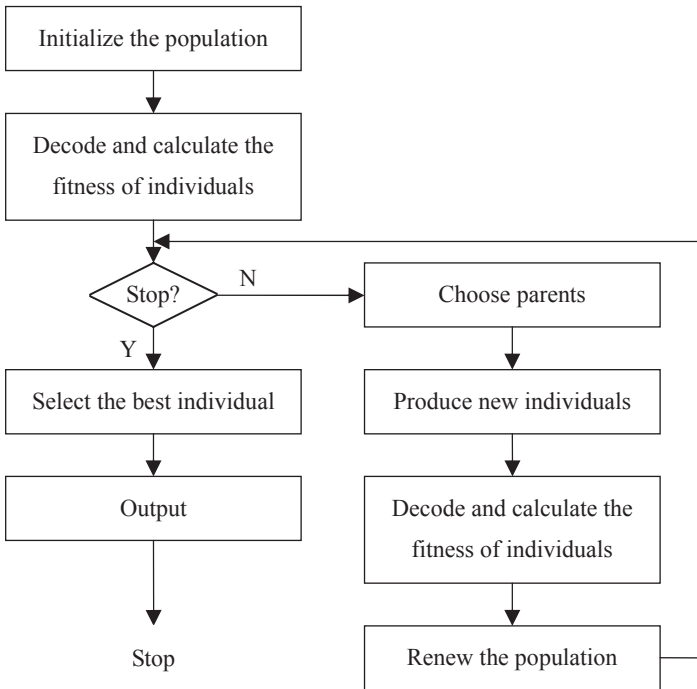 Initialize the population
Decode and calculate the
fitness of individuals
Stop?
N
Y
Select the best individual
Output
Stop
Choose parents
Produce new individuals
Decode and calculate the
fitness of individuals
Renew the population